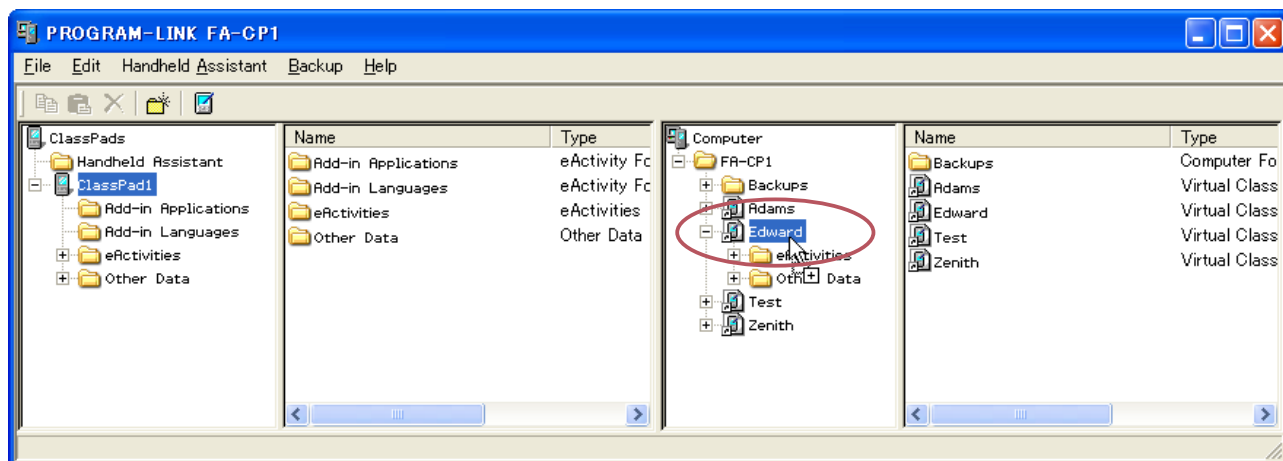 PROGRAM-LINK FA-CP1
File Edit Handheld Assistant Backup Help
ClassPads
Handheld Assistant
ClassPad1
Add-in Applications
Add-in Languages
eActivities
Other Data
Name Type
Add-in Applications eActivity Fo
Add-in Languages eActivity Fo
eActivities eActivities
Other Data Other Data
Computer
FA-CP1
Backups
Adams
Edward
eActivities
Other Data
Test
Zenith
Name Type
Backups Computer Fo
Adams Virtual Class
Edward Virtual Class
Test Virtual Class
Zenith Virtual Class